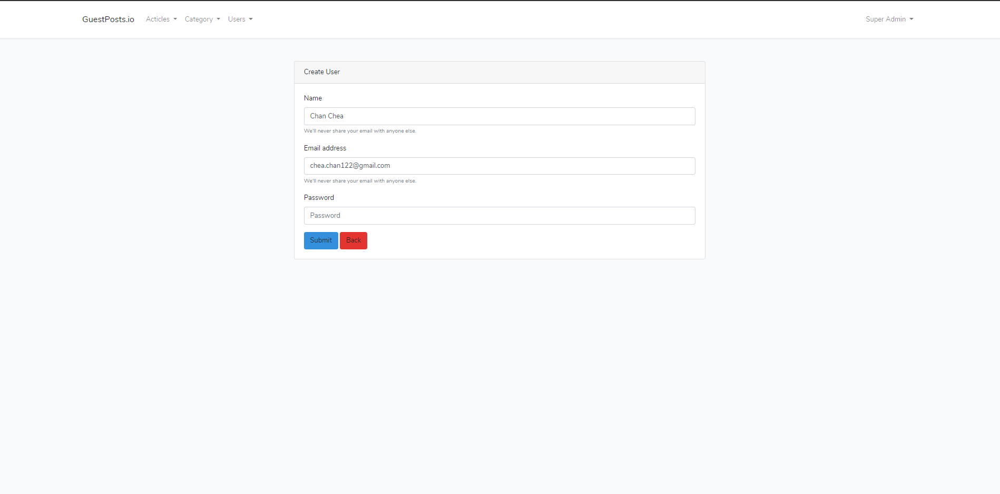 GuestPosts.io Acticles Category Users Super Admin
Create User
Name
Chan Chea
We'll never share your email with anyone else.
Email address
chea.chan122@gmail.com
We'll never share your email with anyone else.
Password
Password
Submit Back